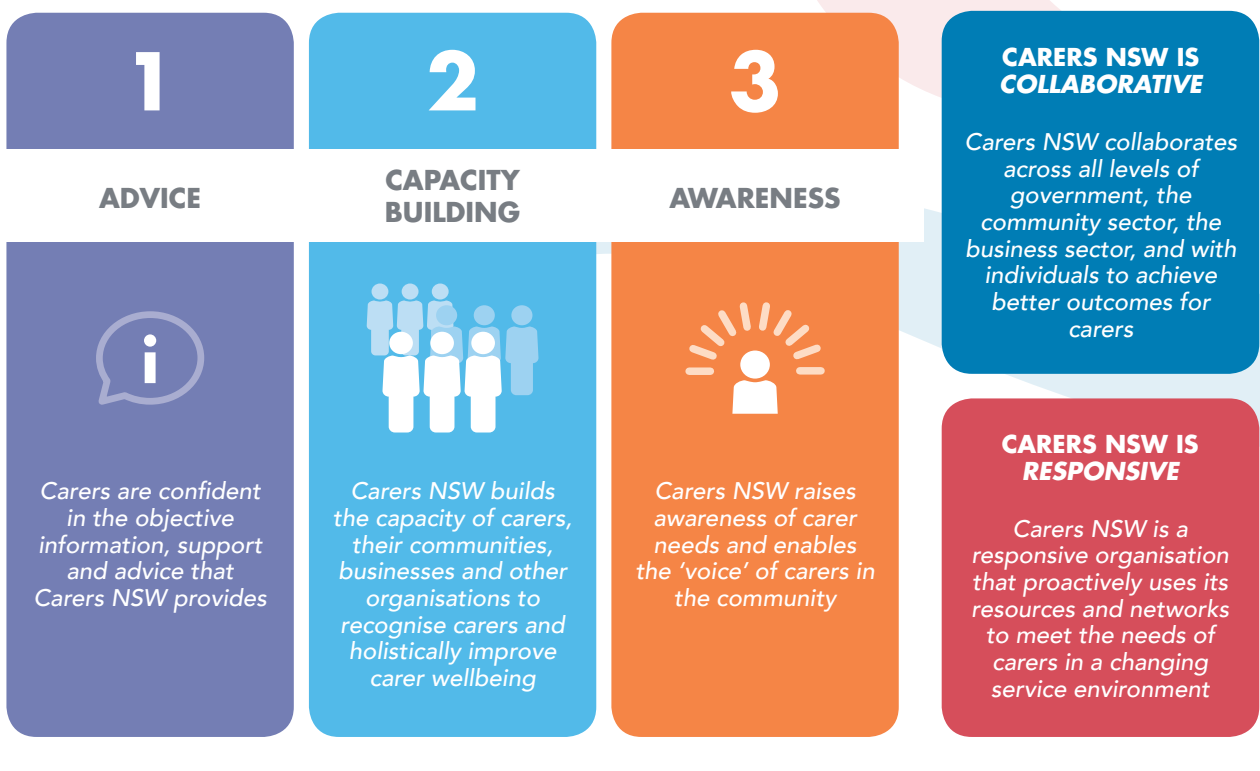 1
ADVICE
i
Carers are confident
in the objective
information, support
and advice that
Carers NSW provides
2
CAPACITY
BUILDING
Carers NSW builds
the capacity of carers,
their communities,
businesses and other
organisations to
recognise carers and
holistically improve
carer wellbeing
3
AWARENESS
Carers NSW raises
awareness of carer
needs and enables
the ‘voice’ of carers in
the community
CARERS NSW IS
COLLABORATIVE
Carers NSW collaborates
across all levels of
government, the
community sector, the
business sector, and with
individuals to achieve
better outcomes for
carers
CARERS NSW IS
RESPONSIVE
Carers NSW is a
responsive organisation
that proactively uses its
resources and networks
to meet the needs of
carers in a changing
service environment